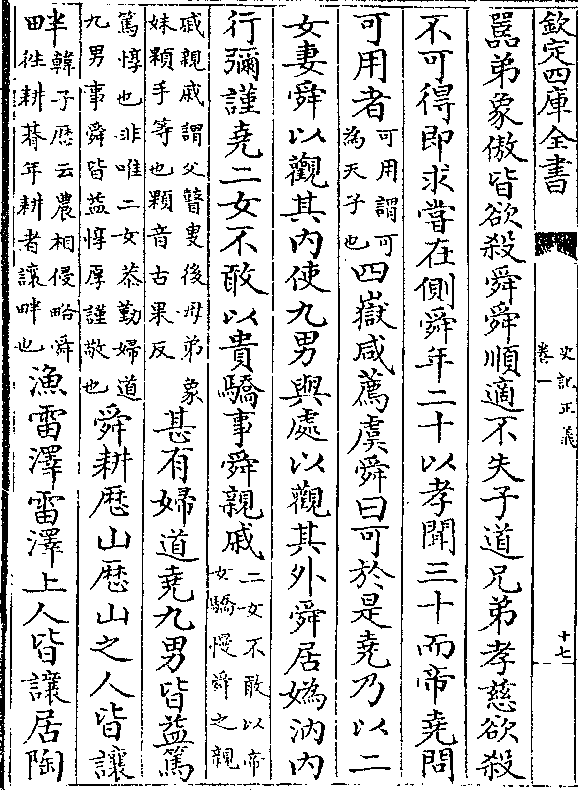 欽定四庫全書
史記正義
卷一
十七
嚚弟象傲皆欲殺舜舜順適不失子道兄弟孝慈欲殺
不可得即求嘗在側舜年二十以孝聞三十而帝堯問
可用者可用謂可為天子也四嶽咸薦虞舜曰可於是堯乃以二
女妻舜以觀其內使九男與處以觀其外舜居媯汭內
行彌謹堯二女不敢以貴驕事舜親戚二女不敢以帝女驕慢舜之親
戚親戚謂父瞽叟後母弟象妹顆手等也顆音古果反甚有婦道堯九男皆益篤
篤惇也非唯二女恭勤婦道九男事舜皆益惇厚謹敬也舜耕歷山歷山之人皆讓
畔韓子歷云農相侵略舜往耕朞年耕者讓畔也漁雷澤雷澤上人皆讓居陶